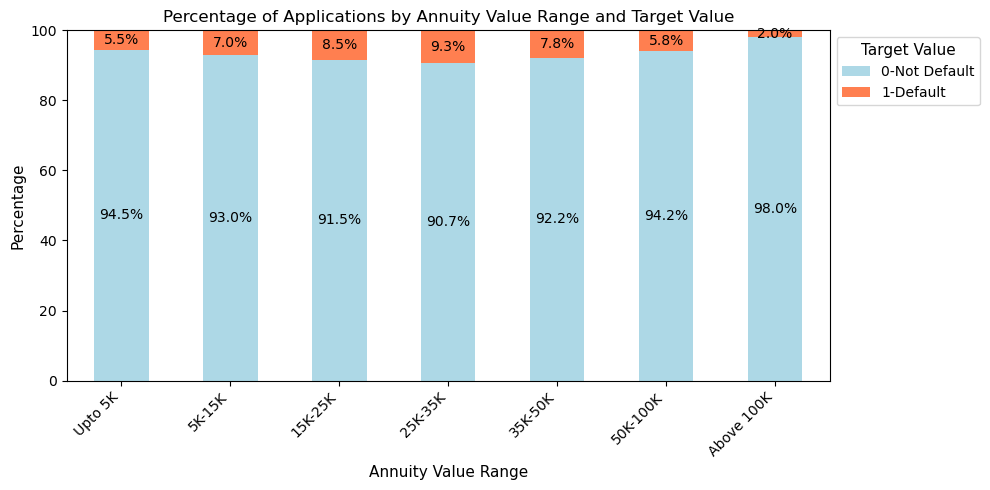 Percentage of Applications by Annuity Value Range and Target Value
Percentage
100
80
60
40
20
0
5.5%
7.0%
8.5%
9.3%
7.8%
5.8%
2.0%
94.5%
93.0%
91.5%
90.7%
92.2%
94.2%
98.0%
Upto 5K
5K-15K
15K-25K
25K-35K
35K-50K
50K-100K
Above 100K
Annuity Value Range
Target Value
0-Not Default
1-Default